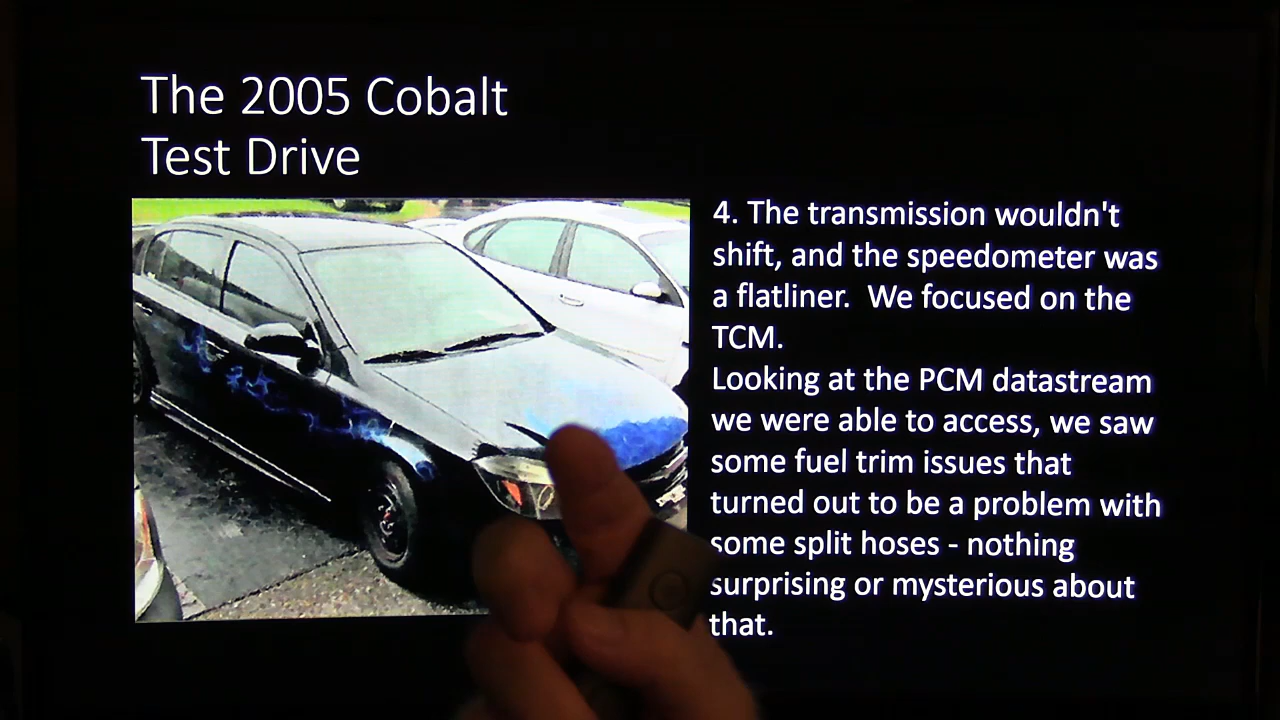 The 2005 Cobalt
Test Drive
4. The transmission wouldn't
shift, and the speedometer was
a flatliner. We focused on the
TCM.
Looking at the PCM datastream
we were able to access, we saw
some fuel trim issues that
turned out to be a problem with
some split hoses - nothing
surprising or mysterious about
that.